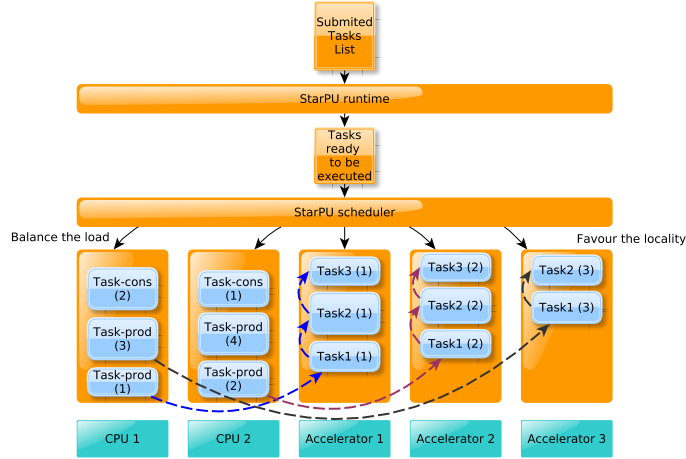 Submited
Tasks
List
StarPU runtime
Tasks
ready
to be
executed
StarPU scheduler
Balance the load
Favour the locality
Task-cons
(2)
Task-prod
(3)
Task-prod
(1)
Task-cons
(1)
Task-prod
(4)
Task-prod
(2)
Task3 (1)
Task2 (1)
Task1 (1)
Task3 (2)
Task2 (2)
Task1 (2)
Task2 (3)
Task1 (3)
CPU 1
CPU 2
Accelerator 1
Accelerator 2
Accelerator 3